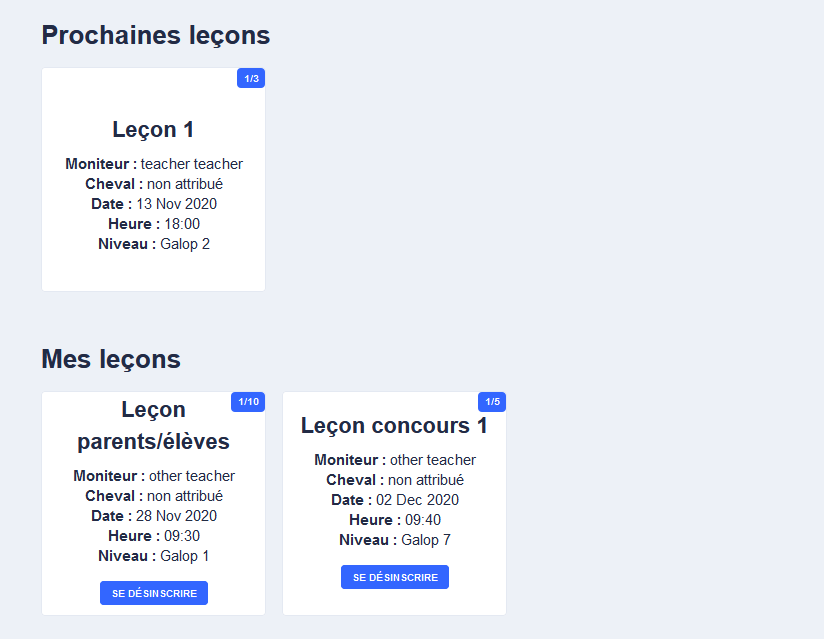 Prochaines leçons
1/3
Leçon 1
Moniteur : teacher teacher
Cheval : non attribué
Date : 13 Nov 2020
Heure : 18:00
Niveau : Galop 2
Mes leçons
1/10
Leçon
parents/élèves
Moniteur : other teacher
Cheval : non attribué
Date : 28 Nov 2020
Heure : 09:30
Niveau : Galop 1
SE DÉSINSCRIRE
1/5
Leçon concours 1
Moniteur : other teacher
Cheval : non attribué
Date : 02 Dec 2020
Heure : 09:40
Niveau : Galop 7
SE DÉSINSCRIRE